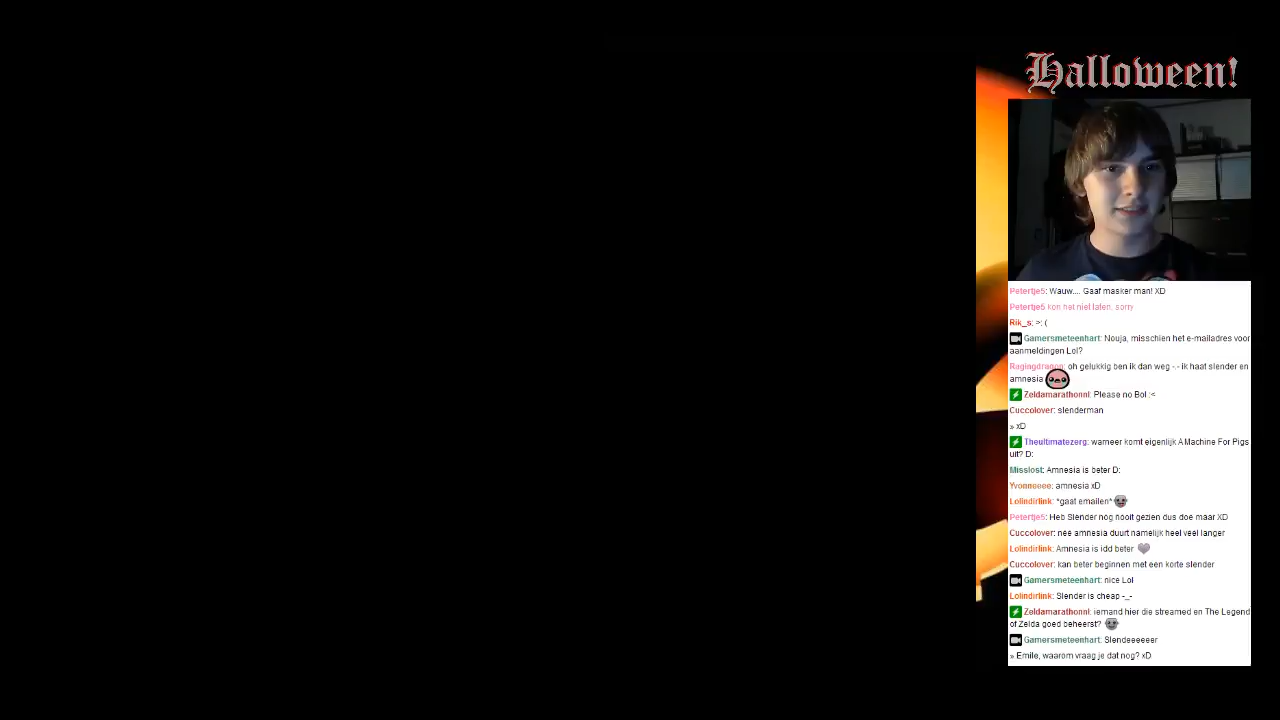 Halloween!
Petertje5: Wauw.... Gaaf masker man! XD
Petertje5 kon het niet laten, sorry
Rik_s: >: (
Gamersmeteenhart: Nouja, misschien het e-mailadres voor
aanmeldingen Lol?
Ragingdragon: oh gelukkig ben ik dan weg -.- ik haat slender en
amnesia
Zeldamarathonnl: Please no Bol :<
Cuccolover: slenderman
» xD
Theultimatezerg: wanneer komt eigenlijk A Machine For Pigs
uit? D:
Misslost: Amnesia is beter D:
Yvonneeee: amnesia xD
Lolindirlink: *gaat emailen*
Petertje5: Heb Slender nog nooit gezien dus doe maar XD
Cuccolover: nee amnesia duurt namelijk heel veel langer
Lolindirlink: Amnesia is idd beter
Cuccolover: kan beter beginnen met een korte slender
Gamersmeteenhart: nice Lol
Lolindirlink: Slender is cheap -_-
Zeldamarathonnl: iemand hier die streamed en The Legend
of Zelda goed beheerst?
Gamersmeteenhart: Slendeeeeeer
» Emile, waarom vraag je dat nog? xD